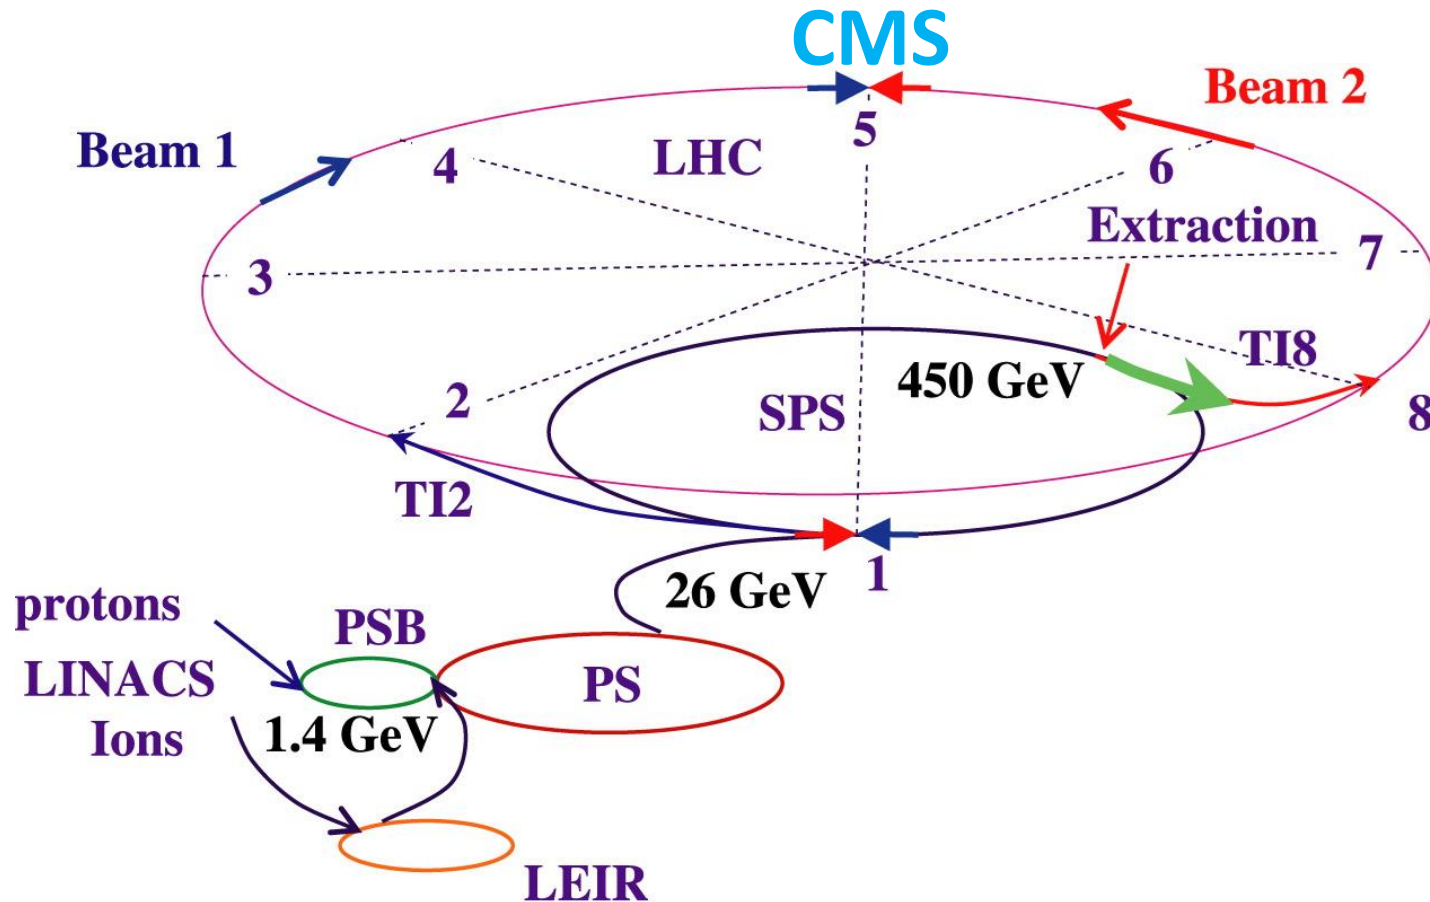 CMS
Beam 2
Beam 1
5
4
LHC
6
Extraction
7
3
TI8
450 GeV
2
SPS
8
TI2
1
26 GeV
protons
PSB
LINACS
PS
Ions
1.4 GeV
LEIR